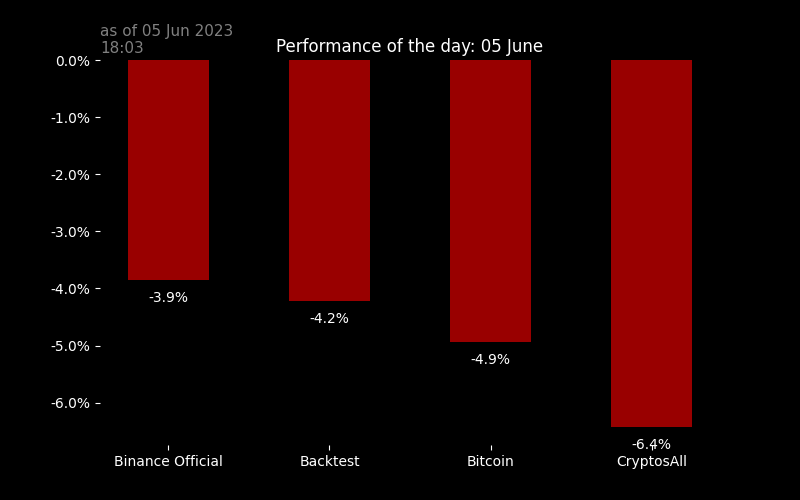 as of 05 Jun 2023
18:03
Performance of the day: 05 June
0.0%
-1.0%
-2.0%
-3.0%
-4.0%
-5.0%
-6.0%
-3.9%
-4.2%
-4.9%
-6.4%
Binance Official
Backtest
Bitcoin
CryptosAll